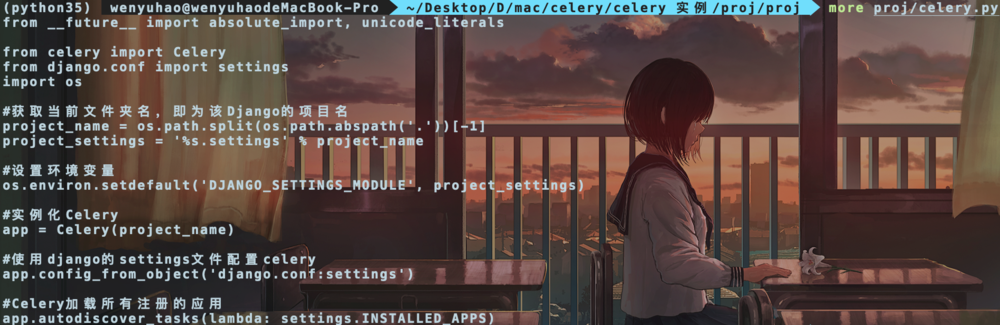 (python35) wenyuhao@wenyuhaodeMacBook-Pro ~/Desktop/D/mac/celery/celery 实例/proj/proj more proj/celery.py
from __future__ import absolute_import, unicode_literals
from celery import Celery
from django.conf import settings
import os
#获取当前文件夹名，即为该Django的项目名
project_name = os.path.split(os.path.abspath('.'))[-1]
project_settings = '%s.settings' % project_name
#设置环境变量
os.environ.setdefault('DJANGO_SETTINGS_MODULE', project_settings)
#实例化Celery
app = Celery(project_name)
#使用django的settings文件配置celery
app.config_from_object('django.conf:settings')
#Celery加载所有注册的应用
app.autodiscover_tasks(lambda: settings.INSTALLED_APPS)